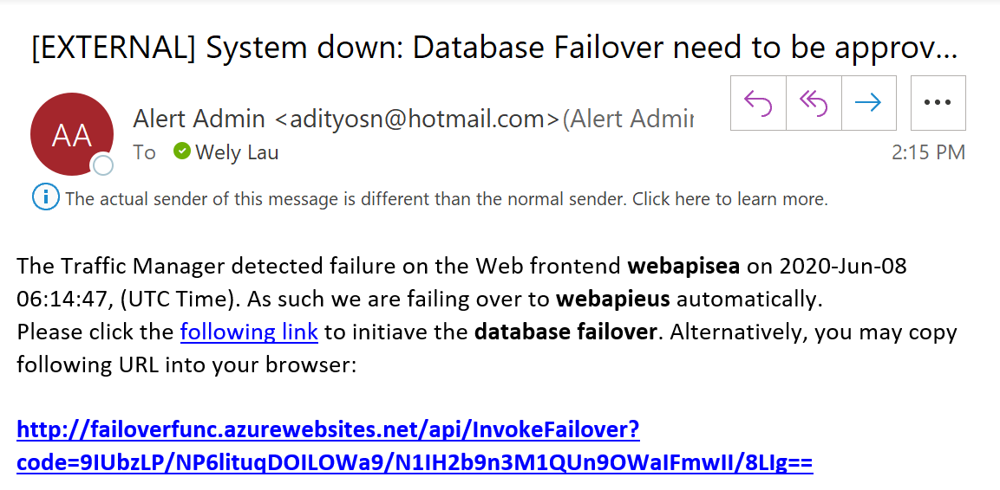 [EXTERNAL] System down: Database Failover need to be approv...
AA
Alert Admin <adityosn@hotmail.com>(Alert Admin
To Wely Lau
2:15 PM
The actual sender of this message is different than the normal sender. Click here to learn more.
The Traffic Manager detected failure on the Web frontend webapisea on 2020-Jun-08
06:14:47, (UTC Time). As such we are failing over to webapieus automatically.
Please click the following link to initiave the database failover. Alternatively, you may copy
following URL into your browser:
http://failoverfunc.azurewebsites.net/api/InvokeFailover?
code=9IUbzLP/NP6lituqDOILOWa9/N1IH2b9n3M1QUn9OWaIFmwII/8LIg==